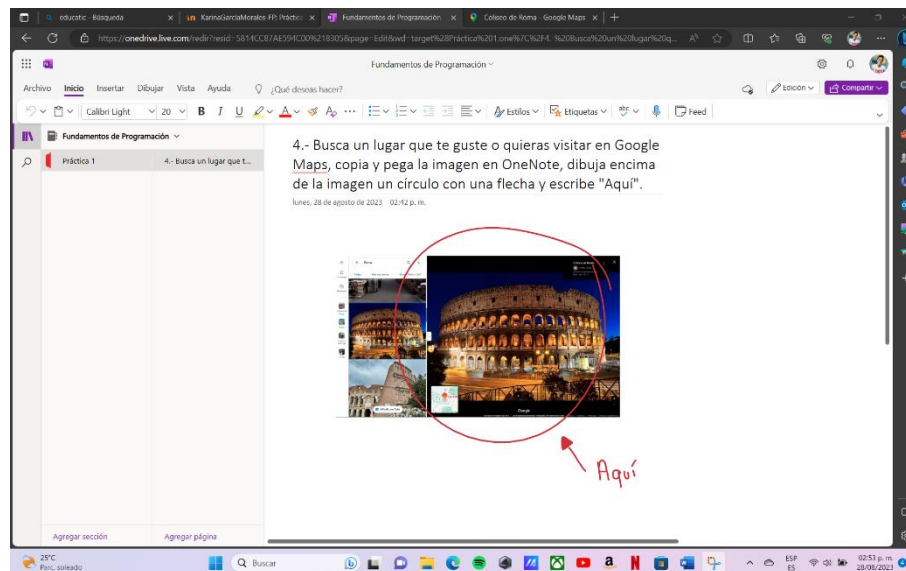 educatic - Búsqueda
KarinaGarciaMorales-FP: Práctic
Fundamentos de Programación
Coliseo de Roma - Google Maps
https://onedrive.live.com/redir?resid=5814CC87AE594C00%218305&page=Edit&wd=target%28Práctica%201.one%7C%2F4. %20Busca%20un%20lugar%20q...
Fundamentos de Programación
Archivo Inicio Insertar Dibujar Vista Ayuda ¿Qué deseas hacer? Edición Compartir
Calibri Light 20 B I U A Estilos Etiquetas abc Feed
Fundamentos de Programación
Práctica 1
4.- Busca un lugar que t...
4.- Busca un lugar que te guste o quieras visitar en Google
Maps, copia y pega la imagen en OneNote, dibuja encima
de la imagen un círculo con una flecha y escribe "Aquí".
lunes, 28 de agosto de 2023 02:42 p. m.
Roma
Google
Aquí
Agregar sección
Agregar página
25°C
Parc. soleado
Buscar
ESP
ES
02:53 p. m.
28/08/2023